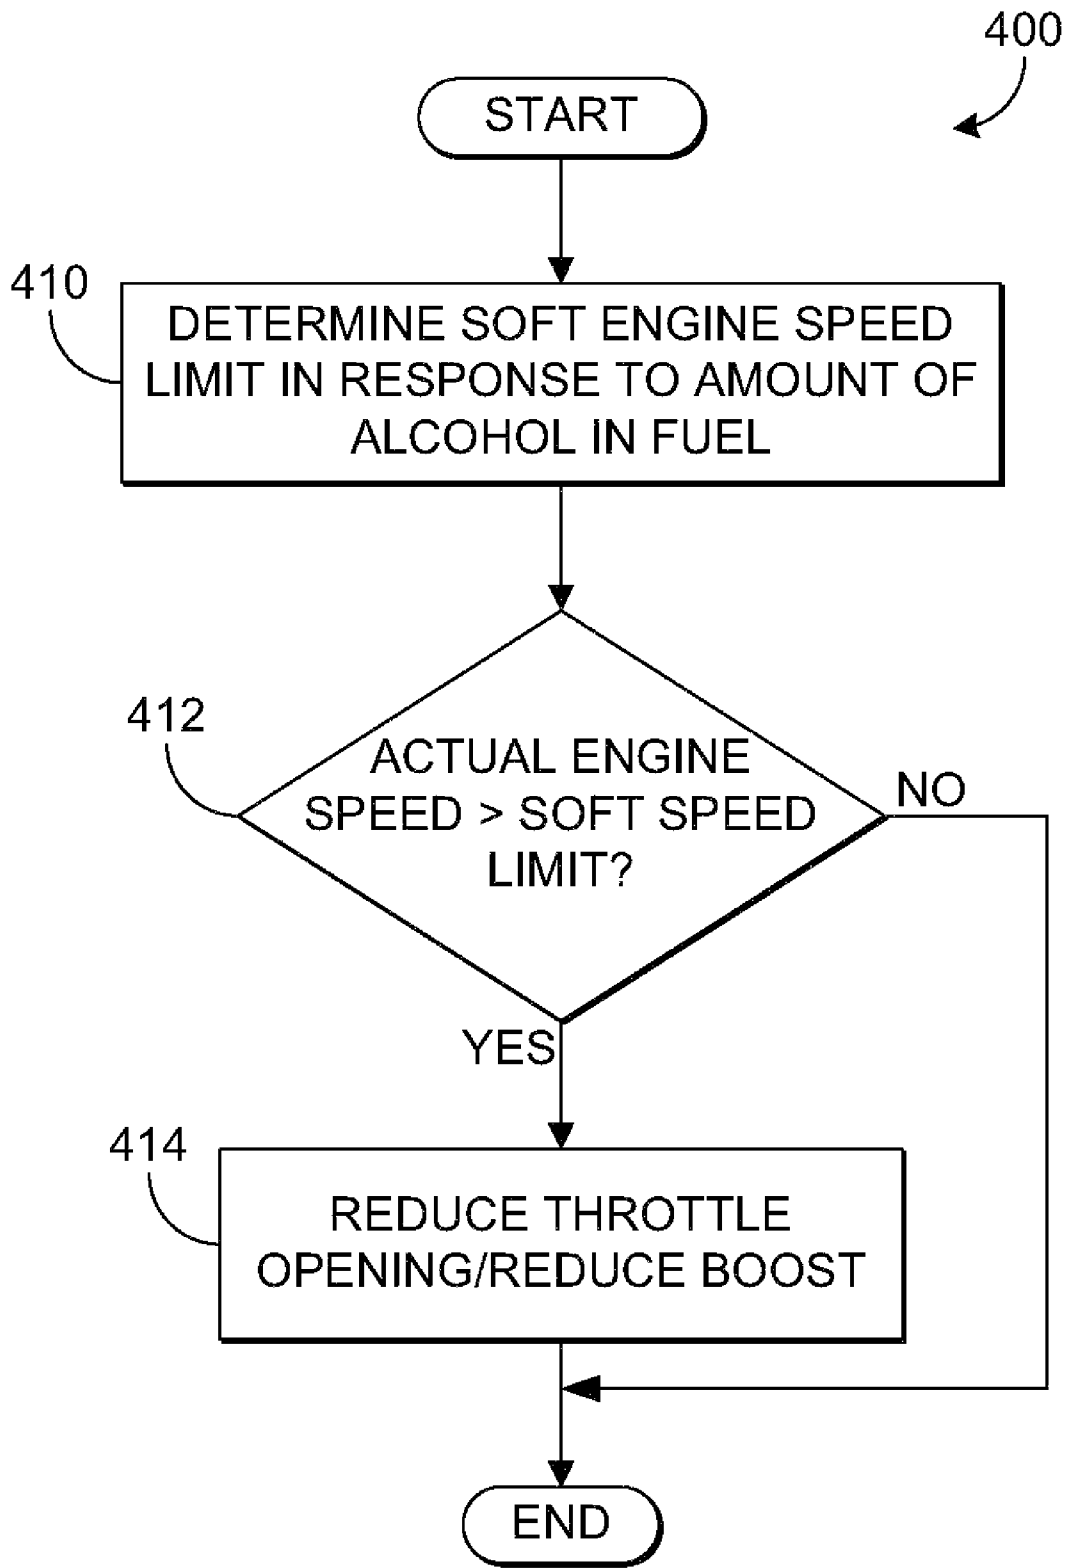 400
START
410
DETERMINE SOFT ENGINE SPEED
LIMIT IN RESPONSE TO AMOUNT OF
ALCOHOL IN FUEL
412
ACTUAL ENGINE
SPEED > SOFT SPEED
LIMIT?
NO
YES
414
REDUCE THROTTLE
OPENING/REDUCE BOOST
END